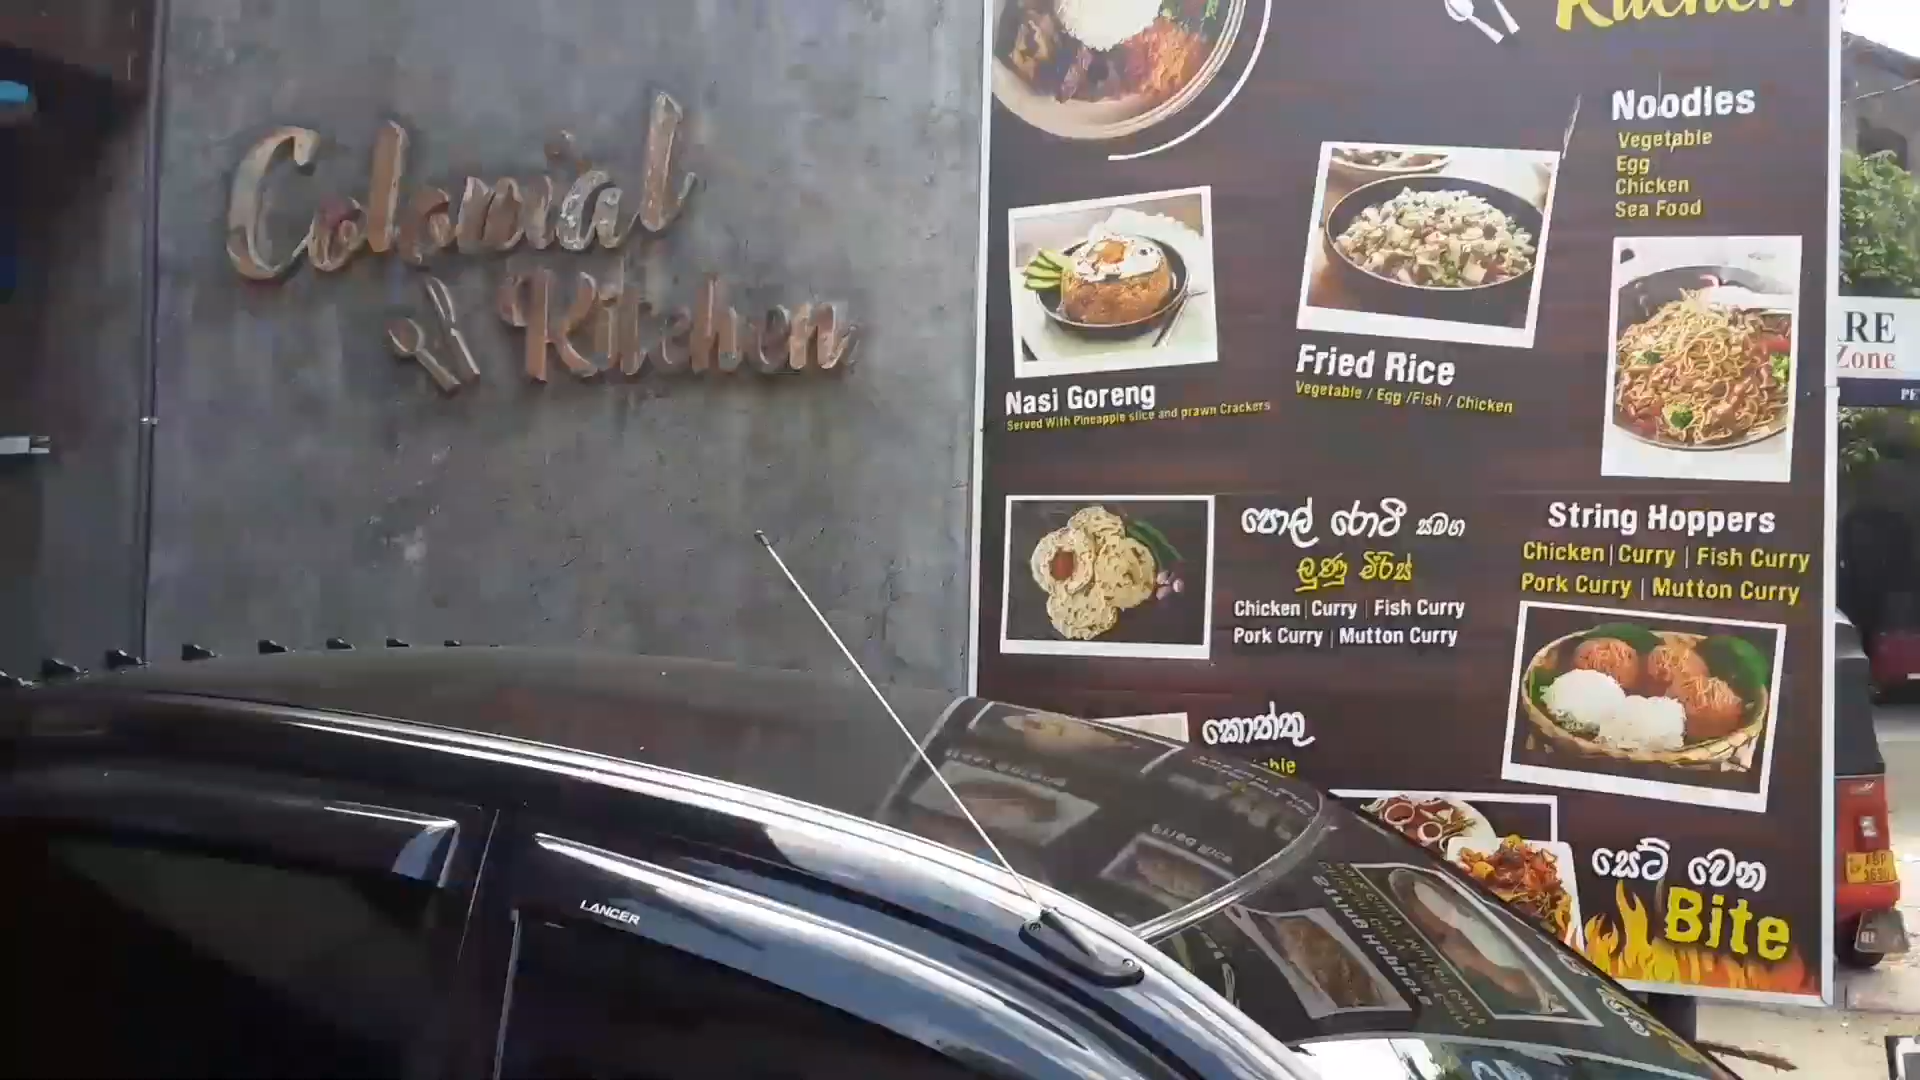 Colonial
Kitchen
Kitchen
Noodles
Vegetable
Egg
Chicken
Sea Food
Nasi Goreng
Served With Pineapple slice and prawn Crackers
Fried Rice
Vegetable / Egg /Fish / Chicken
පොල් රොටී සමග
ලුණු මිරිස්
Chicken | Curry | Fish Curry
Pork Curry | Mutton Curry
String Hoppers
Chicken | Curry | Fish Curry
Pork Curry | Mutton Curry
කොත්තු
සෙට් වෙන
Bite
LANCER
Zone